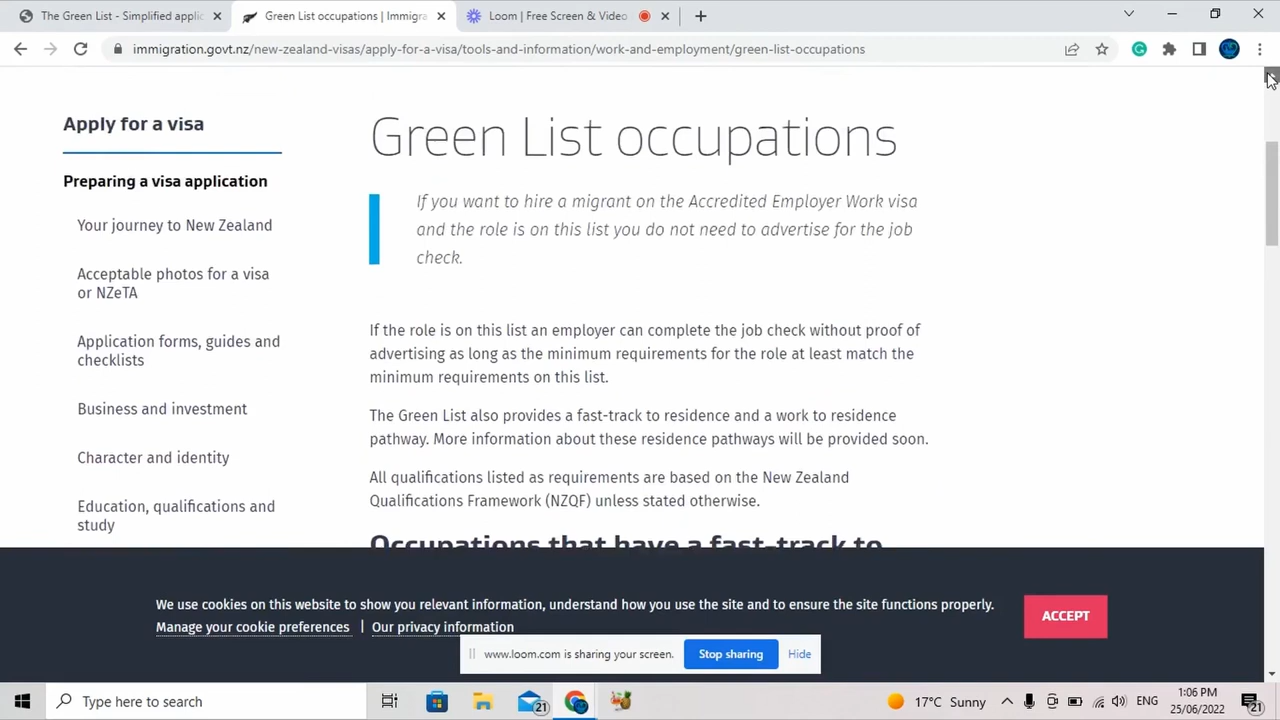 The Green List - Simplified applic
Green List occupations | Immigra
Loom | Free Screen & Video
immigration.govt.nz/new-zealand-visas/apply-for-a-visa/tools-and-information/work-and-employment/green-list-occupations
Apply for a visa
Preparing a visa application
Your journey to New Zealand
Acceptable photos for a visa
or NZeTA
Application forms, guides and
checklists
Business and investment
Character and identity
Education, qualifications and
study
Green List occupations
If you want to hire a migrant on the Accredited Employer Work visa
and the role is on this list you do not need to advertise for the job
check.
If the role is on this list an employer can complete the job check without proof of
advertising as long as the minimum requirements for the role at least match the
minimum requirements on this list.
The Green List also provides a fast-track to residence and a work to residence
pathway. More information about these residence pathways will be provided soon.
All qualifications listed as requirements are based on the New Zealand
Qualifications Framework (NZQF) unless stated otherwise.
Occupations that have a fast-track to
We use cookies on this website to show you relevant information, understand how you use the site and to ensure the site functions properly.
Manage your cookie preferences | Our privacy information
ACCEPT
www.loom.com is sharing your screen. Stop sharing Hide
Type here to search
21
17°C Sunny
ENG
1:06 PM
25/06/2022
21